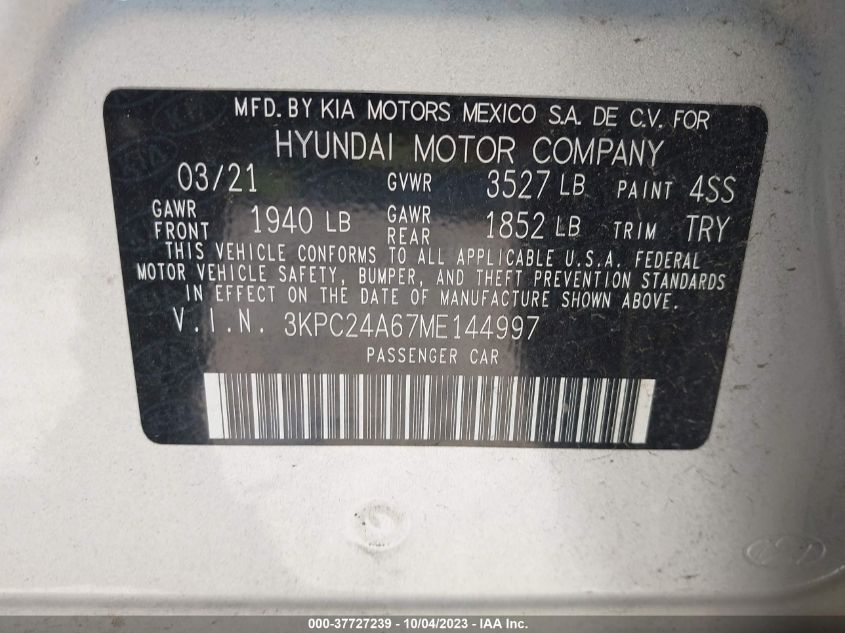 MFD. BY KIA MOTORS MEXICO S.A. DE C.V. FOR
HYUNDAI MOTOR COMPANY
03/21 GVWR 3527 LB PAINT 4SS
GAWR FRONT 1940 LB GAWR REAR 1852 LB TRIM TRY
THIS VEHICLE CONFORMS TO ALL APPLICABLE U.S.A. FEDERAL
MOTOR VEHICLE SAFETY, BUMPER, AND THEFT PREVENTION STANDARDS
IN EFFECT ON THE DATE OF MANUFACTURE SHOWN ABOVE.
V.I.N. 3KPC24A67ME144997
PASSENGER CAR
000-37727239 - 10/04/2023 - IAA Inc.